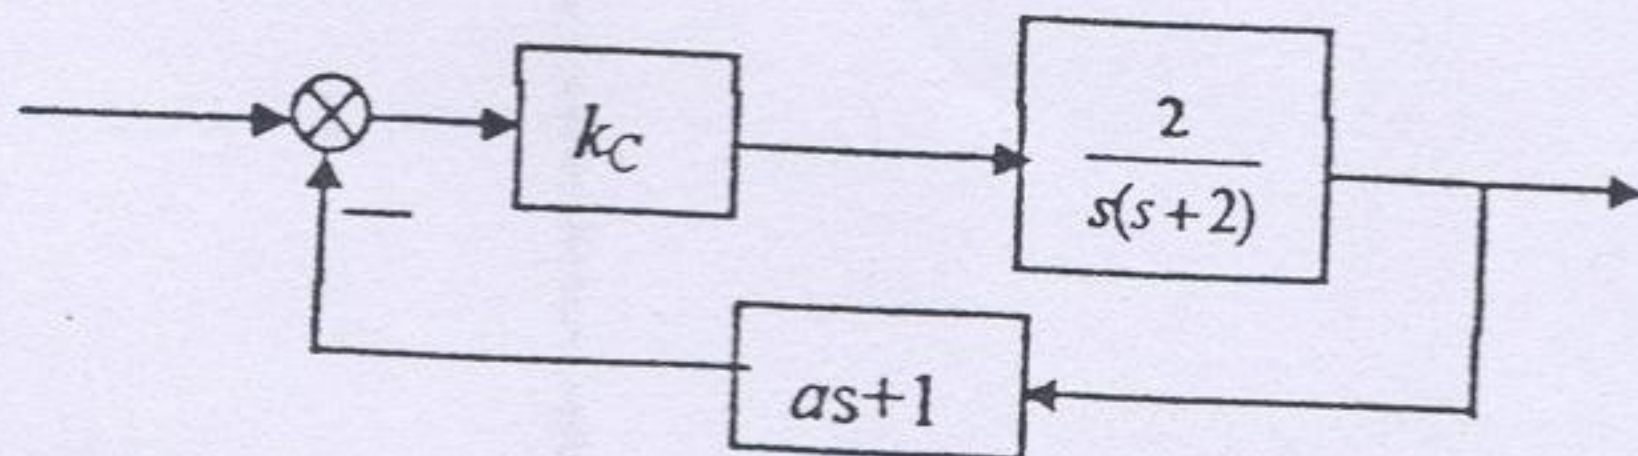 k_C
2
s(s+2)
—
as+1